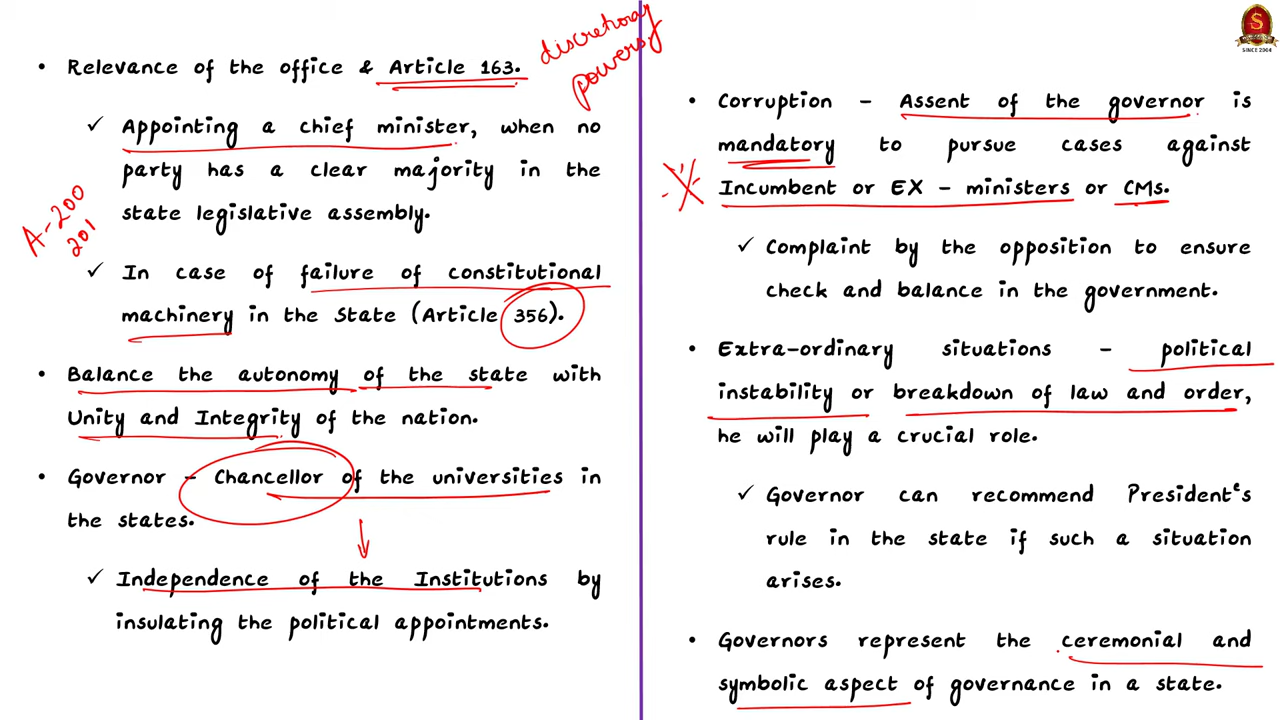 discretionary
powers
• Relevance of the office & Article 163.
✓ Appointing a chief minister, when no
party has a clear majority in the
state legislative assembly.
A-200
201
✓ In case of failure of constitutional
machinery in the State (Article 356).
• Balance the autonomy of the state with
Unity and Integrity of the nation.
• Governor - Chancellor of the universities in
the states.
✓ Independence of the Institutions by
insulating the political appointments.
S
SINCE 2004
• Corruption - Assent of the governor is
mandatory to pursue cases against
Incumbent or EX - ministers or CMs.
✓ Complaint by the opposition to ensure
check and balance in the government.
• Extra-ordinary situations - political
instability or breakdown of law and order,
he will play a crucial role.
✓ Governor can recommend President's
rule in the state if such a situation
arises.
• Governors represent the ceremonial and
symbolic aspect of governance in a state.